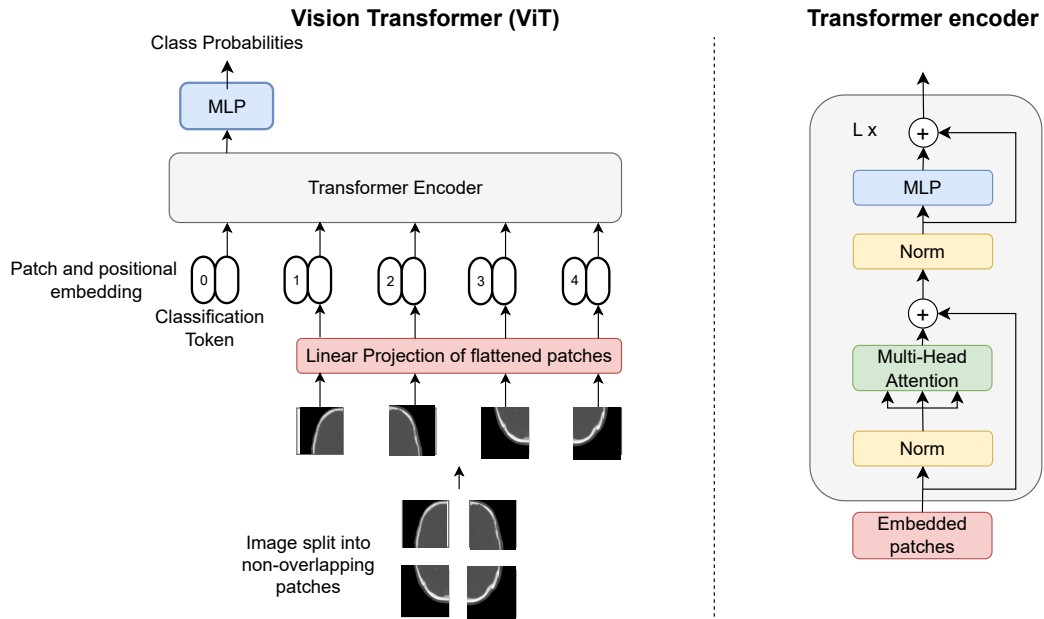 Vision Transformer (ViT)
Class Probabilities
MLP
Transformer Encoder
Patch and positional
embedding
0
1
2
3
4
Classification
Token
Linear Projection of flattened patches
Image split into
non-overlapping
patches
Transformer encoder
L x
+
MLP
Norm
+
Multi-Head
Attention
Norm
Embedded
patches